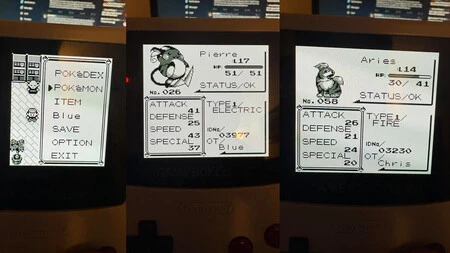 POKéDEX
POKéMON
ITEM
Blue
SAVE
OPTION
EXIT
Pierre
:L17
HP:
51/ 51
STATUS/OK
No.026
ATTACK
41
DEFENSE
26
SPEED
43
SPECIAL
37
TYPE1/
ELECTRIC
IDNo/
03977
OT/
Blue
Aries
:L14
HP:
30/ 41
STATUS/OK
No.058
ATTACK
26
DEFENSE
21
SPEED
24
SPECIAL
20
TYPE1/
FIRE
IDNo/
03230
OT/
Chris